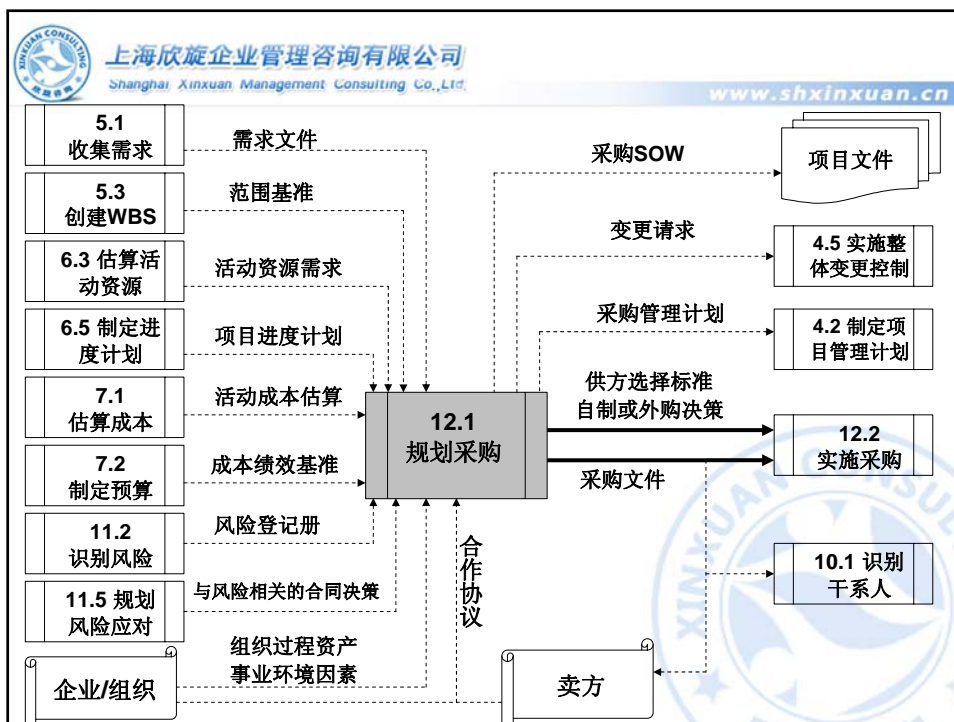 XINXUAN CONSULTING
欣旋咨询
上海欣旋企业管理咨询有限公司
Shanghai Xinxuan Management Consulting Co.,Ltd.
www.shxinxuan.cn
5.1
收集需求
需求文件
采购SOW
项目文件
5.3
创建WBS
范围基准
变更请求
4.5 实施整
体变更控制
6.3 估算活
动资源
活动资源需求
采购管理计划
4.2 制定项
目管理计划
6.5 制定进
度计划
项目进度计划
供方选择标准
自制或外购决策
7.1
估算成本
活动成本估算
12.1
规划采购
12.2
实施采购
采购文件
7.2
制定预算
成本绩效基准
11.2
识别风险
风险登记册
合作协议
10.1 识别
干系人
11.5 规划
风险应对
与风险相关的合同决策
组织过程资产
事业环境因素
企业/组织
卖方
XINXUAN CONSU